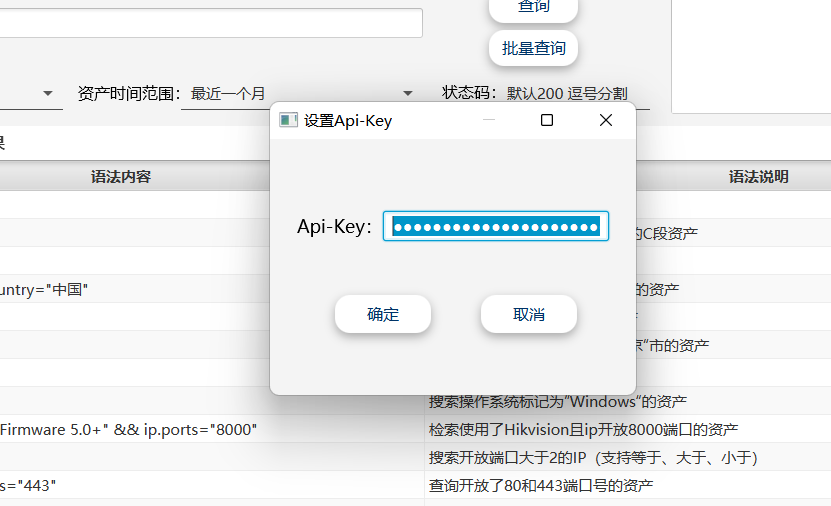 查询
批量查询
资产时间范围：
最近一个月
状态码：
默认200 逗号分割
设置Api-Key
语法内容
语法说明
Api-Key：
的C段资产
untry="中国"
的资产
确定
取消
京"市的资产
搜索操作系统标记为"Windows"的资产
Firmware 5.0+" && ip.ports="8000"
检索使用了Hikvision且ip开放8000端口的资产
搜索开放端口大于2的IP（支持等于、大于、小于）
s="443"
查询开放了80和443端口号的资产